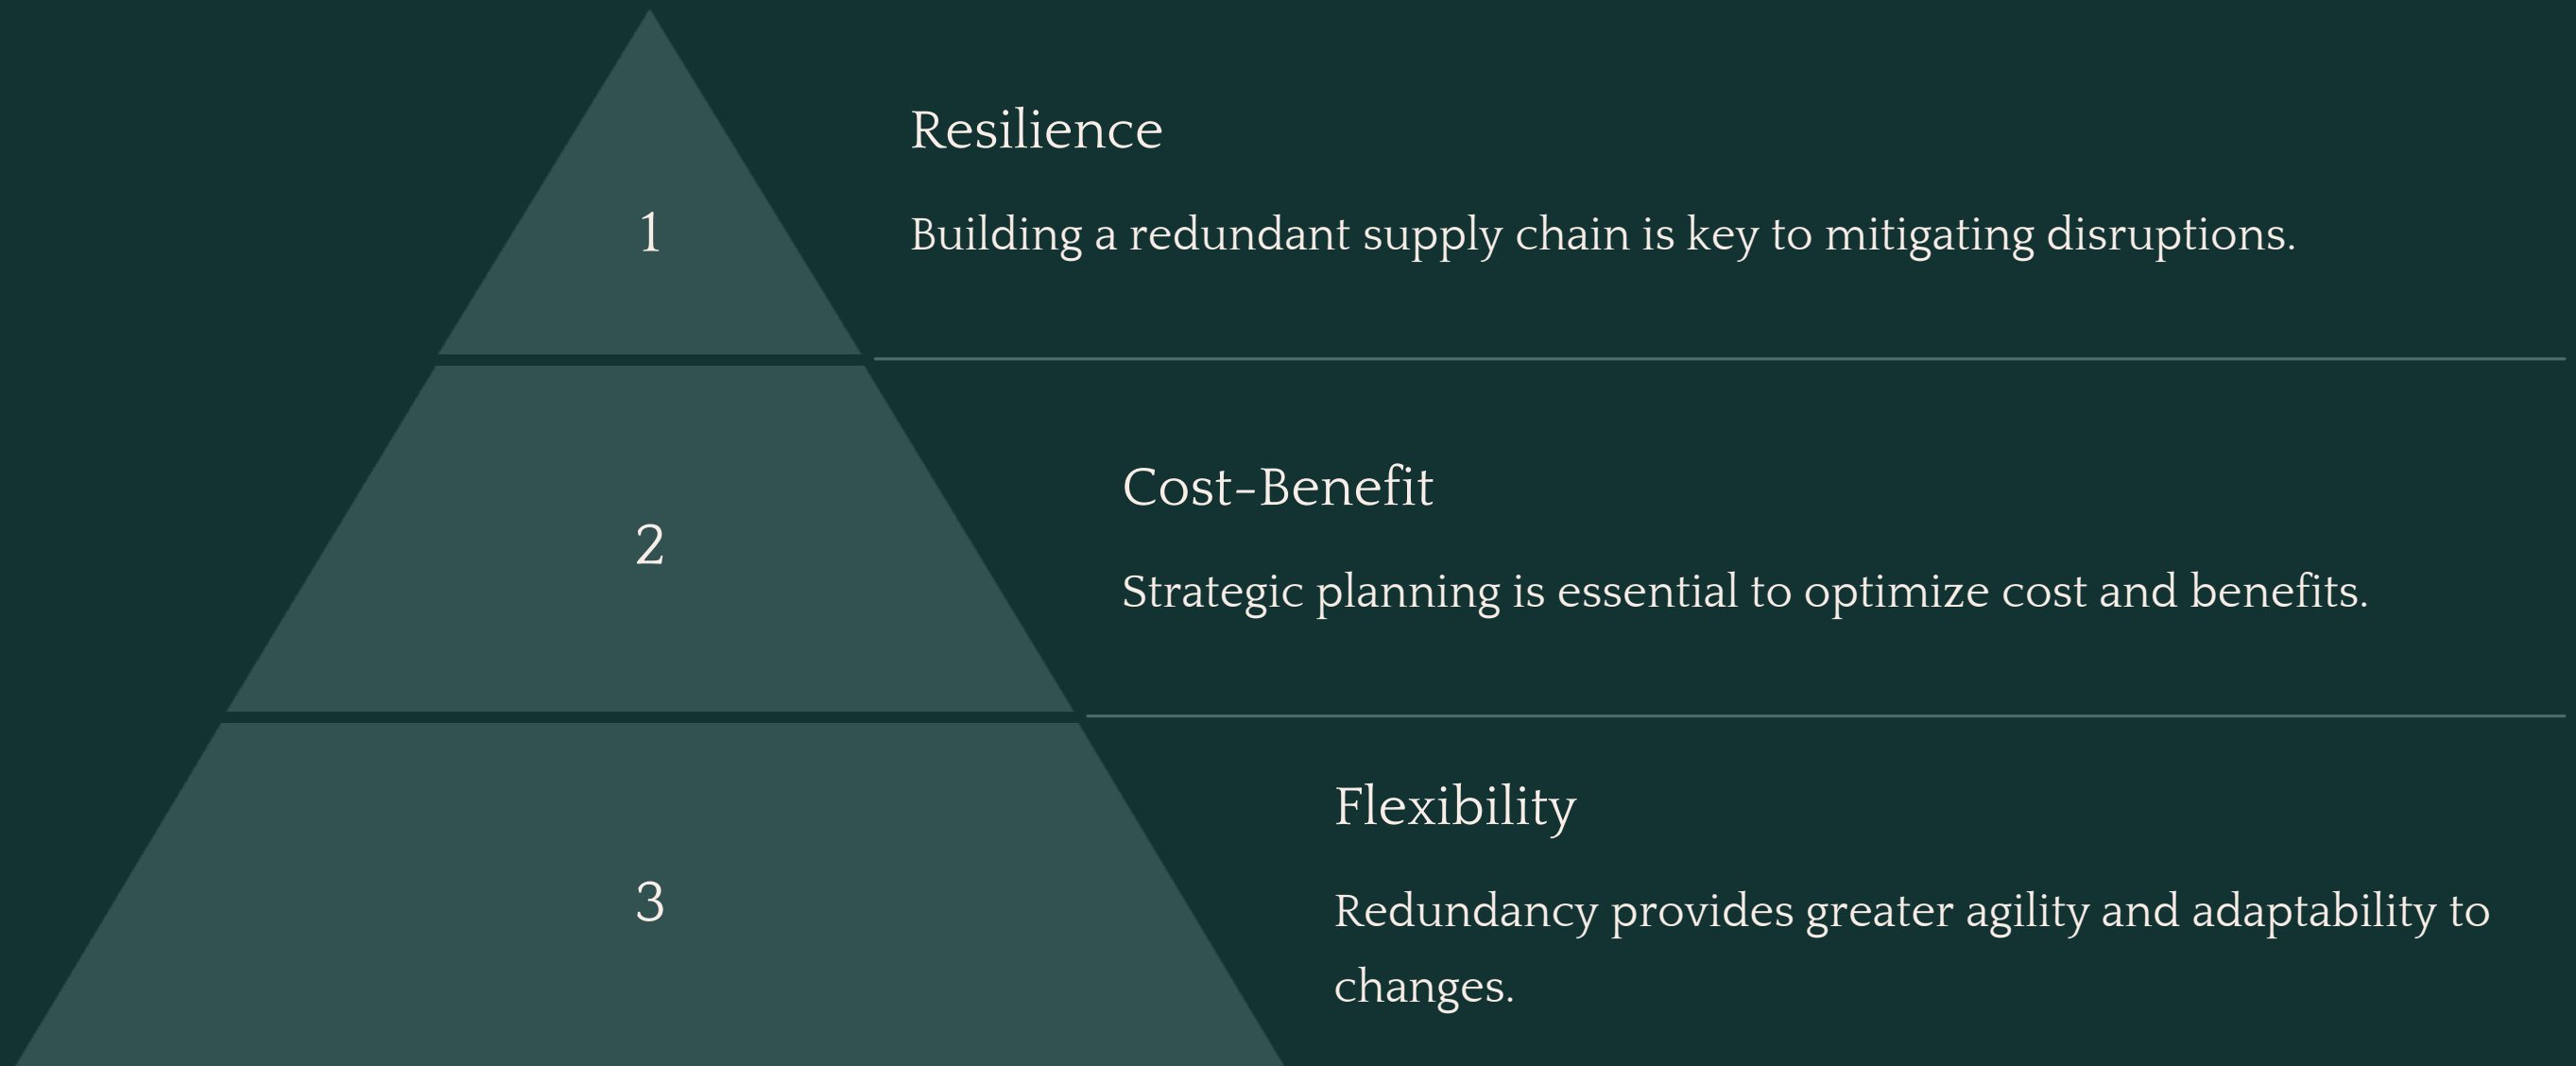 1
Resilience
Building a redundant supply chain is key to mitigating disruptions.
2
Cost-Benefit
Strategic planning is essential to optimize cost and benefits.
3
Flexibility
Redundancy provides greater agility and adaptability to
changes.